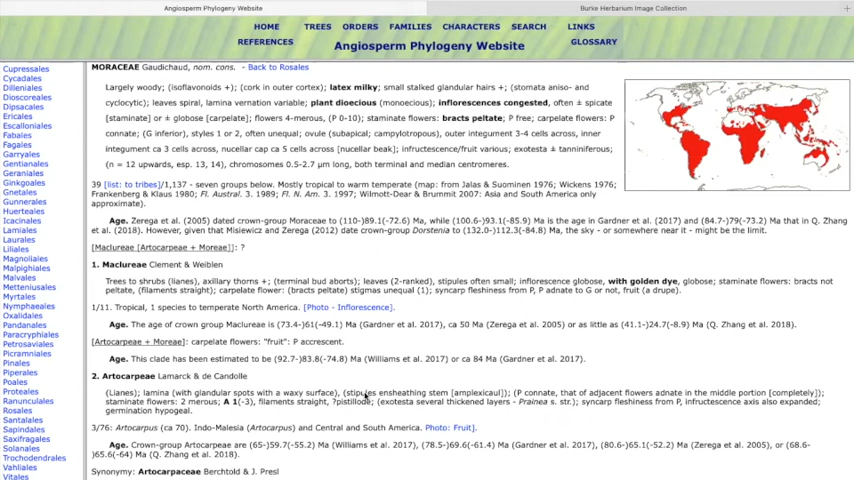 Angiosperm Phylogeny Website
Burke Herbarium Image Collection
HOME TREES ORDERS FAMILIES CHARACTERS SEARCH LINKS
REFERENCES Angiosperm Phylogeny Website GLOSSARY
Cupressales
Cycadales
Dilleniales
Dioscoreales
Dipsacales
Ericales
Escalloniales
Fabales
Fagales
Garryales
Gentianales
Geraniales
Ginkgoales
Gnetales
Gunnerales
Huerteales
Icacinales
Lamiales
Laurales
Liliales
Magnoliales
Malpighiales
Malvales
Metteniusales
Myrtales
Nymphaeales
Oxalidales
Pandanales
Paracryphiales
Petrosaviales
Picramniales
Pinales
Piperales
Poales
Proteales
Ranunculales
Rosales
Santalales
Sapindales
Saxifragales
Solanales
Trochodendrales
Vahliales
Vitales
MORACEAE Gaudichaud, nom. cons. - Back to Rosales
Largely woody; (isoflavonoids +); (cork in outer cortex); latex milky; small stalked glandular hairs +; (stomata aniso- and
cyclocytic); leaves spiral, lamina vernation variable; plant dioecious (monoecious); inflorescences congested, often ± spicate
[staminate] or ± globose [carpelate]; flowers 4-merous, (P 0-10); staminate flowers: bracts peltate; P free; carpelate flowers: P
connate; (G inferior), styles 1 or 2, often unequal; ovule (subapical; campylotropous), outer integument 3-4 cells across, inner
integument ca 3 cells across, nucellar cap ca 5 cells across [nucellar beak]; infructescence/fruit various; exotesta ± tanniniferous;
(n = 12 upwards, esp. 13, 14), chromosomes 0.5-2.7 µm long, both terminal and median centromeres.
39 [list: to tribes]/1,137 - seven groups below. Mostly tropical to warm temperate (map: from Jalas & Suominen 1976; Wickens 1976;
Frankenberg & Klaus 1980; Fl. Austral. 3. 1989; Fl. N. Am. 3. 1997; Wilmott-Dear & Brummitt 2007: Asia and South America only
approximate).
Age. Zerega et al. (2005) dated crown-group Moraceae to (110-)89.1(-72.6) Ma, while (100.6-)93.1(-85.9) Ma is the age in Gardner et al. (2017) and (84.7-)79(-73.2) Ma that in Q. Zhang
et al. (2018). However, given that Misiewicz and Zerega (2012) date crown-group Dorstenia to (132.0-)112.3(-84.8) Ma, the sky - or somewhere near it - might be the limit.
[Maclureae [Artocarpeae + Moreae]]: ?
1. Maclureae Clement & Weiblen
Trees to shrubs (lianes), axillary thorns +; (terminal bud aborts); leaves (2-ranked), stipules often small; inflorescence globose, with golden dye, globose; staminate flowers: bracts not
peltate, (filaments straight); carpelate flower: (bracts peltate) stigmas unequal (1); syncarp fleshiness from P, P adnate to G or not, fruit (a drupe).
1/11. Tropical, 1 species to temperate North America. [Photo - Inflorescence].
Age. The age of crown group Maclureae is (73.4-)61(-49.1) Ma (Gardner et al. 2017), ca 50 Ma (Zerega et al. 2005) or as little as (41.1-)24.7(-8.9) Ma (Q. Zhang et al. 2018).
[Artocarpeae + Moreae]: carpelate flowers: "fruit": P accrescent.
Age. This clade has been estimated to be (92.7-)83.8(-74.8) Ma (Williams et al. 2017) or ca 84 Ma (Gardner et al. 2017).
2. Artocarpeae Lamarck & de Candolle
(Lianes); lamina (with glandular spots with a waxy surface), (stipules ensheathing stem [amplexicaul]); (P connate, that of adjacent flowers adnate in the middle portion [completely]);
staminate flowers: 2 merous; A 1(-3), filaments straight, ?pistillode; (exotesta several thickened layers - Prainea s. str.); syncarp fleshiness from P, infructescence axis also expanded;
germination hypogeal.
3/76: Artocarpus (ca 70). Indo-Malesia (Artocarpus) and Central and South America. Photo: Fruit].
Age. Crown-group Artocarpeae are (65-)59.7(-55.2) Ma (Williams et al. 2017), (78.5-)69.6(-61.4) Ma (Gardner et al. 2017), (80.6-)65.1(-52.2) Ma (Zerega et al. 2005), or (68.6-
)65.6(-64) Ma (Q. Zhang et al. 2018).
Synonymy: Artocarpaceae Berchtold & J. Presl